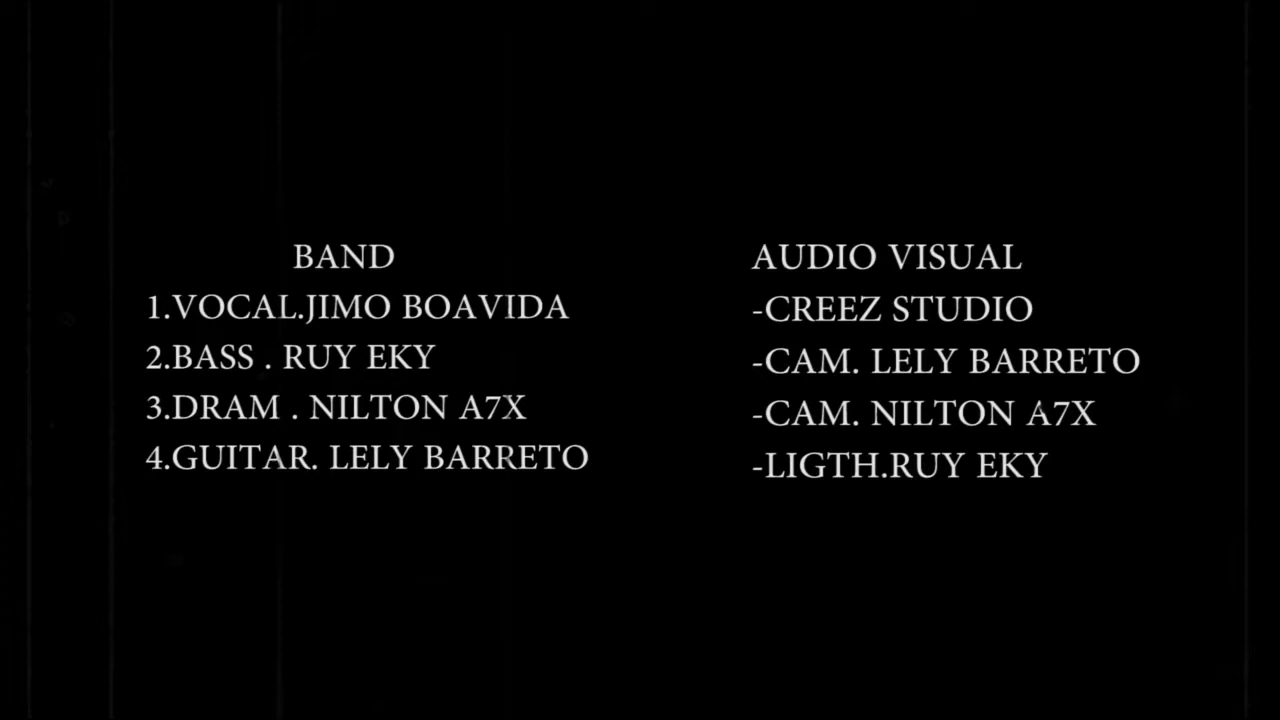 BAND
1.VOCAL.JIMO BOAVIDA
2.BASS . RUY EKY
3.DRAM . NILTON A7X
4.GUITAR. LELY BARRETO
AUDIO VISUAL
-CREEZ STUDIO
-CAM. LELY BARRETO
-CAM. NILTON A7X
-LIGTH.RUY EKY